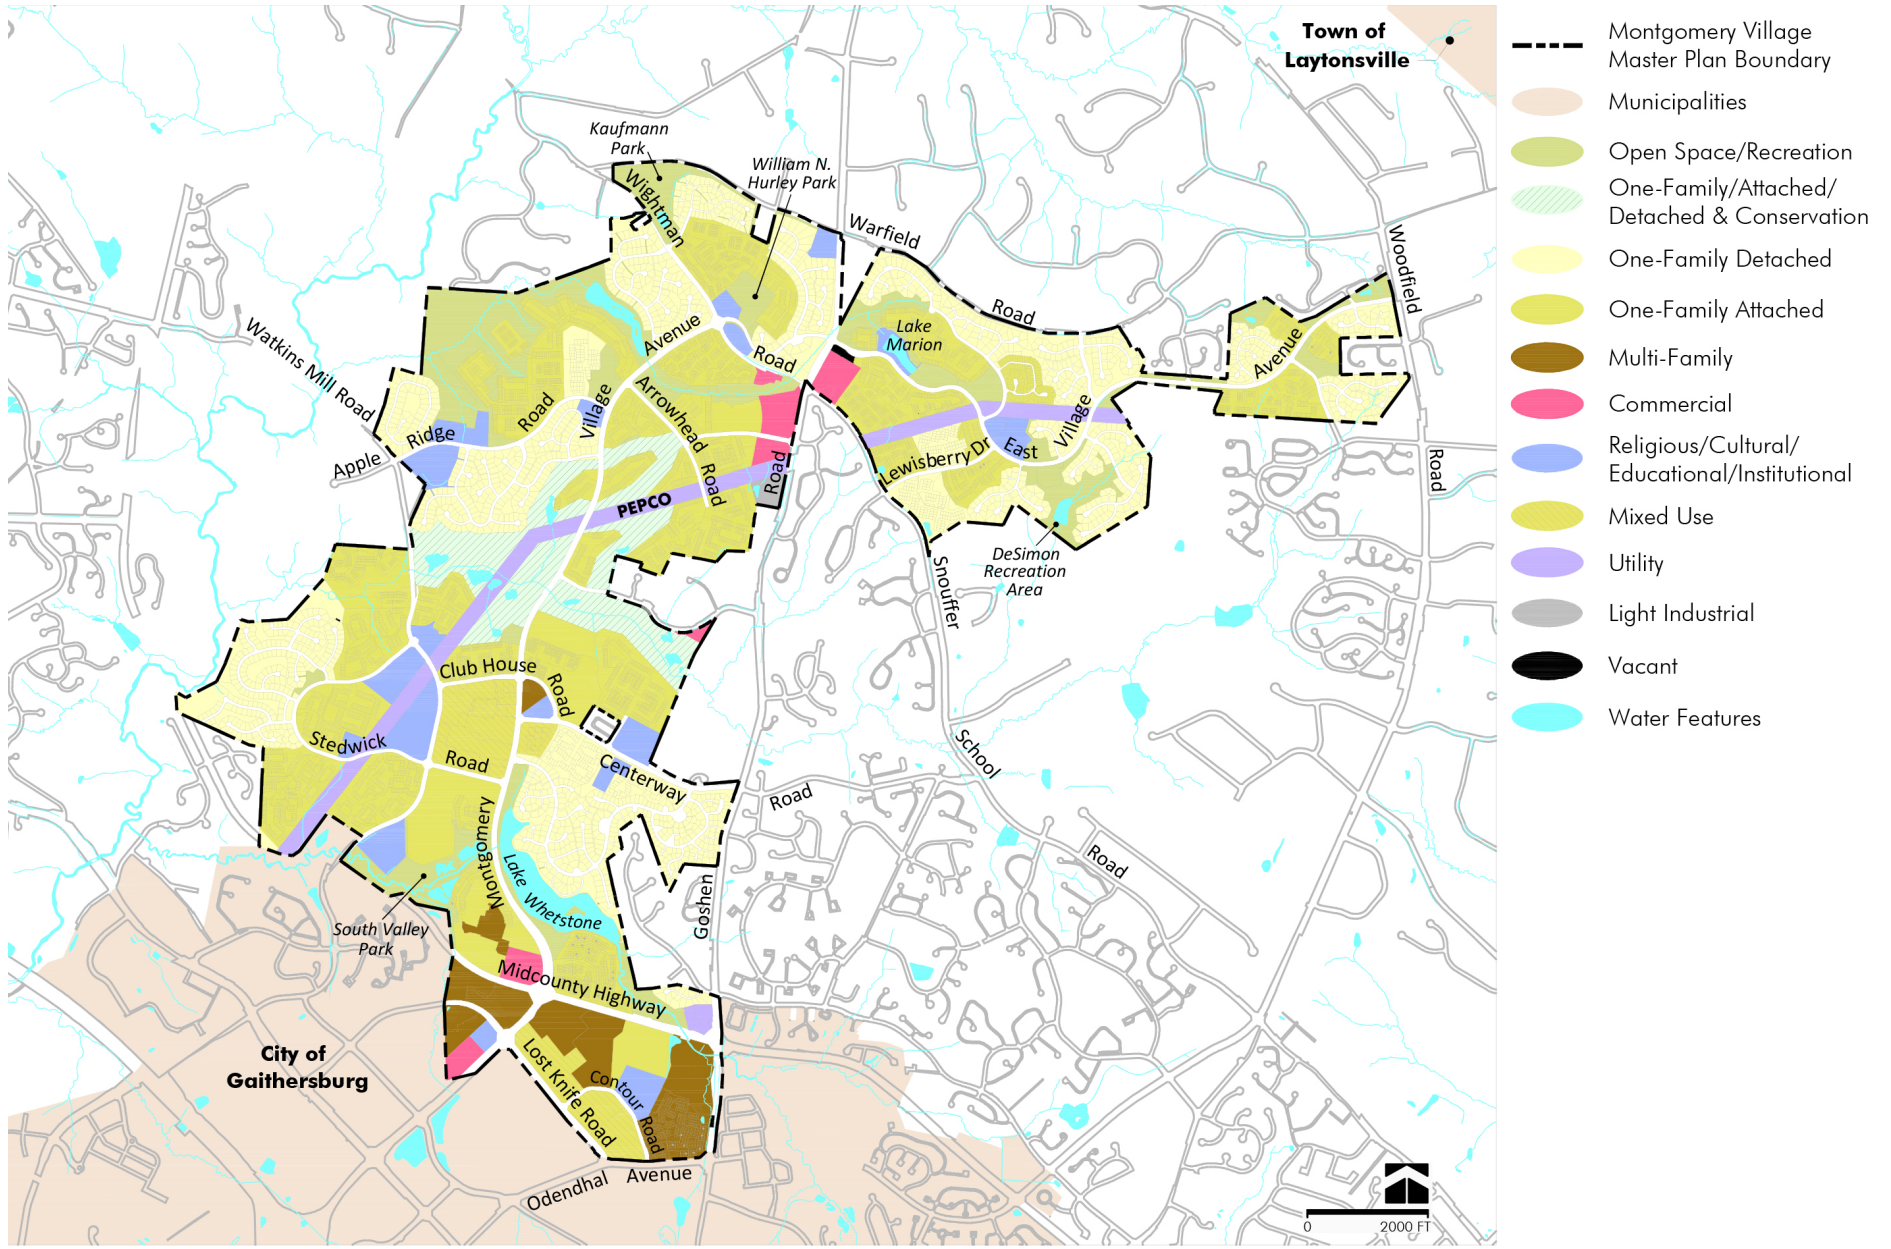 Town of
Laytonsville
Kaufmann
Park
William N.
Hurley Park
Wightman
Warfield
Road
Woodfield
Road
Watkins Mill Road
Avenue
Road
Lake
Marion
Avenue
Arrowhead
Road
Village
Road
Apple
Ridge
Road
Village
East
Lewisberry Dr
PEPCO
DeSimon
Recreation
Area
Snouffer
School
Road
Club House
Road
Stedwick
Road
Centerway
Road
Montgomery
Lake
Whetstone
Goshen
Road
South Valley
Park
Midcounty Highway
City of
Gaithersburg
Lost Knife Road
Contour
Road
Odendhal
Avenue
0
2000 FT
Montgomery Village
Master Plan Boundary
Municipalities
Open Space/Recreation
One-Family/Attached/
Detached & Conservation
One-Family Detached
One-Family Attached
Multi-Family
Commercial
Religious/Cultural/
Educational/Institutional
Mixed Use
Utility
Light Industrial
Vacant
Water Features